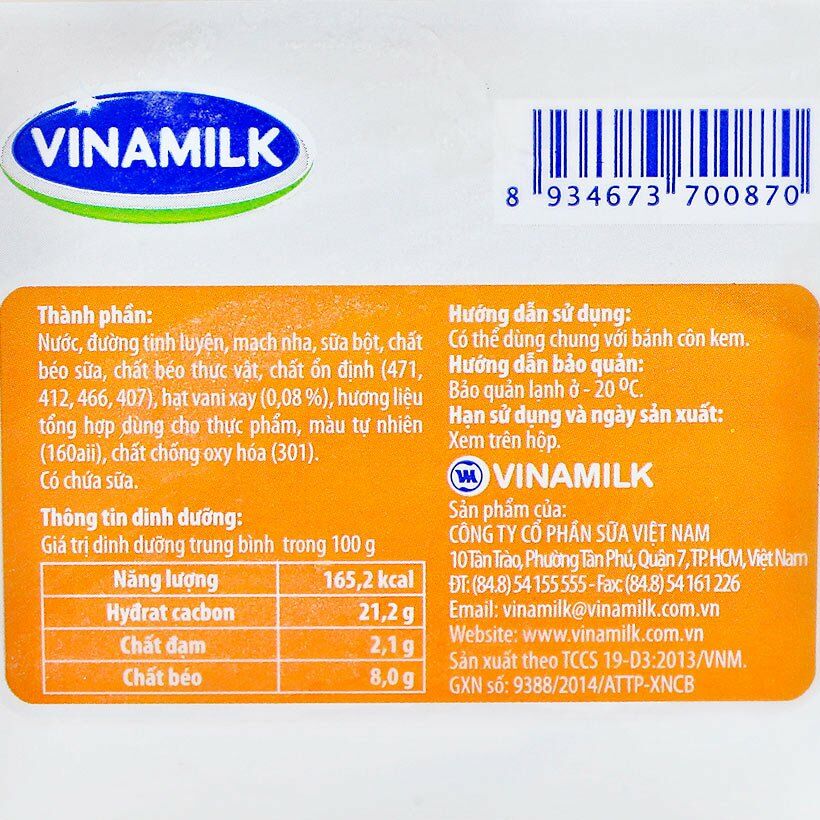 VINAMILK
8 934673 700870
Thành phần:
Nước, đường tinh luyện, mạch nha, sữa bột, chất
béo sữa, chất béo thực vật, chất ổn định (471,
412, 466, 407), hạt vani xay (0,08 %), hương liệu
tổng hợp dùng cho thực phẩm, màu tự nhiên
(160aii), chất chống oxy hóa (301).
Có chứa sữa.
Thông tin dinh dưỡng:
Giá trị dinh dưỡng trung bình trong 100 g
Năng lượng 165,2 kcal
Hyđrat cacbon 21,2 g
Chất đạm 2,1 g
Chất béo 8,0 g
Hướng dẫn sử dụng:
Có thể dùng chung với bánh côn kem.
Hướng dẫn bảo quản:
Bảo quản lạnh ở - 20 ⁰C.
Hạn sử dụng và ngày sản xuất:
Xem trên hộp.
VM VINAMILK
Sản phẩm của:
CÔNG TY CỔ PHẦN SỮA VIỆT NAM
10 Tân Trào, Phường Tân Phú, Quận 7, TP. HCM, Việt Nam
ĐT: (84.8) 54 155 555 - Fax: (84.8) 54 161 226
Email: vinamilk@vinamilk.com.vn
Website: www.vinamilk.com.vn
Sản xuất theo TCCS 19-D3:2013/VNM.
GXN số: 9388/2014/ATTP-XNCB